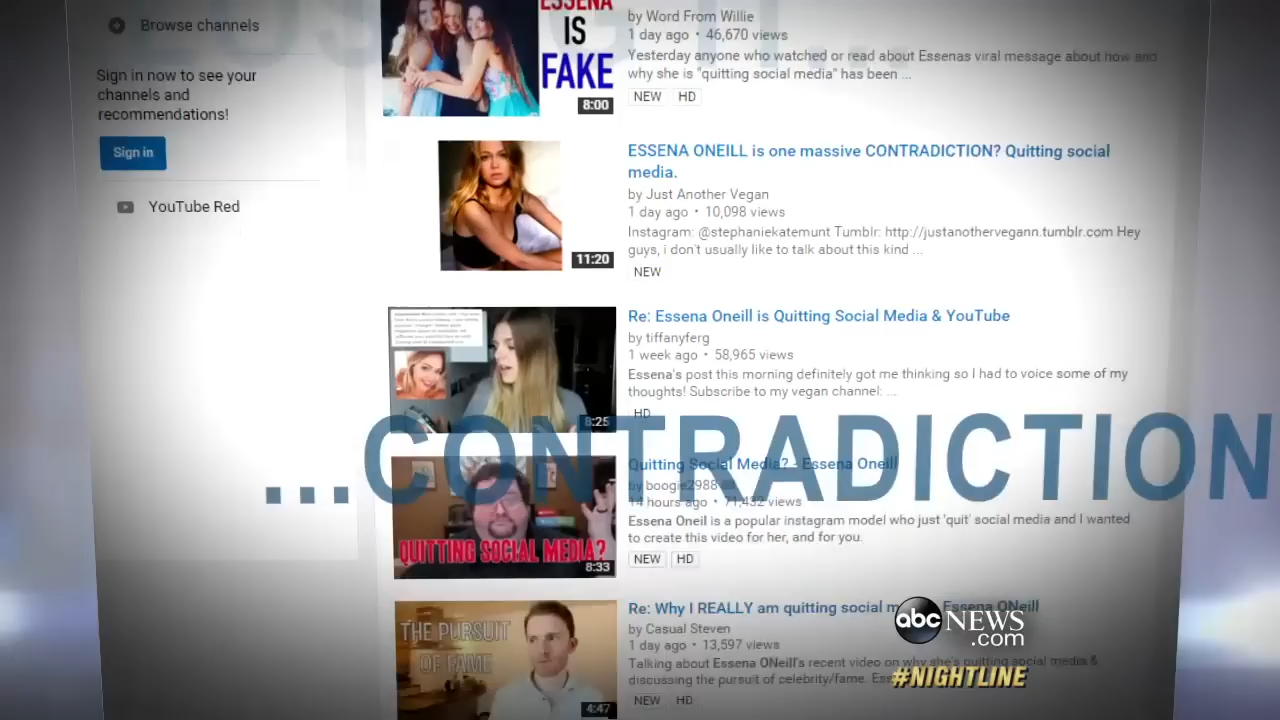 Browse channels
Sign in now to see your
channels and
recommendations!
Sign in
YouTube Red
ESSENA
IS
FAKE
8:00
by Word From Willie
1 day ago • 46,670 views
Yesterday anyone who watched or read about Essenas viral message about how and
why she is "quitting social media" has been ...
NEW HD
11:20
ESSENA ONEILL is one massive CONTRADICTION? Quitting social
media.
by Just Another Vegan
1 day ago • 10,098 views
Instagram: @stephaniekatemunt Tumblr: http://justanothervegann.tumblr.com Hey
guys, i don't usually like to talk about this kind ...
NEW
8:25
Re: Essena Oneill is Quitting Social Media & YouTube
by tiffanyferg
1 week ago • 58,965 views
Essena's post this morning definitely got me thinking so I had to voice some of my
thoughts! Subscribe to my vegan channel: ...
HD
...CONTRADICTION
QUITTING SOCIAL MEDIA?
8:33
Quitting Social Media? - Essena Oneill
by boogie2988
14 hours ago • 71,432 views
Essena Oneil is a popular instagram model who just 'quit' social media and I wanted
to create this video for her, and for you.
NEW HD
THE PURSUIT
OF FAME
4:47
Re: Why I REALLY am quitting social m Essena ONeill
by Casual Steven
1 day ago • 13,597 views
Talking about Essena ONeill's recent video on why she's quitting social media &
discussing the pursuit of celebrity/fame.
NEW HD
abc NEWS
.com
#NIGHTLINE